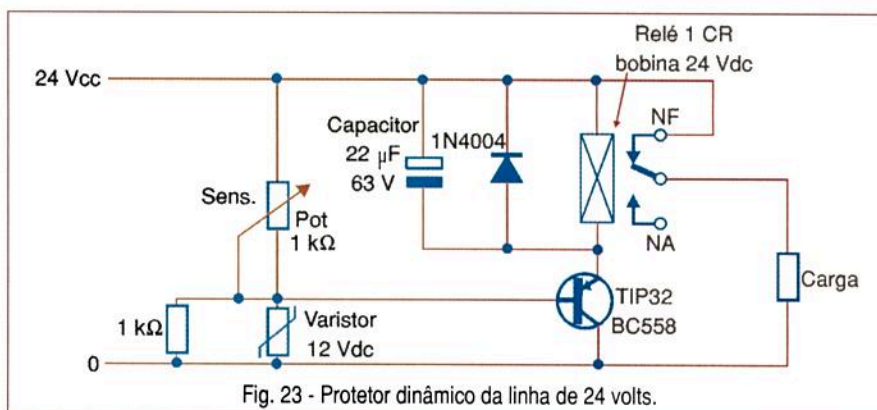 Relé 1 CR
bobina 24 Vdc
24 Vcc
NF
Capacitor
22 µF
63 V
1N4004
Sens.
Pot
1 kΩ
NA
Carga
TIP32
BC558
1 kΩ
Varistor
12 Vdc
0
Fig. 23 - Protetor dinâmico da linha de 24 volts.